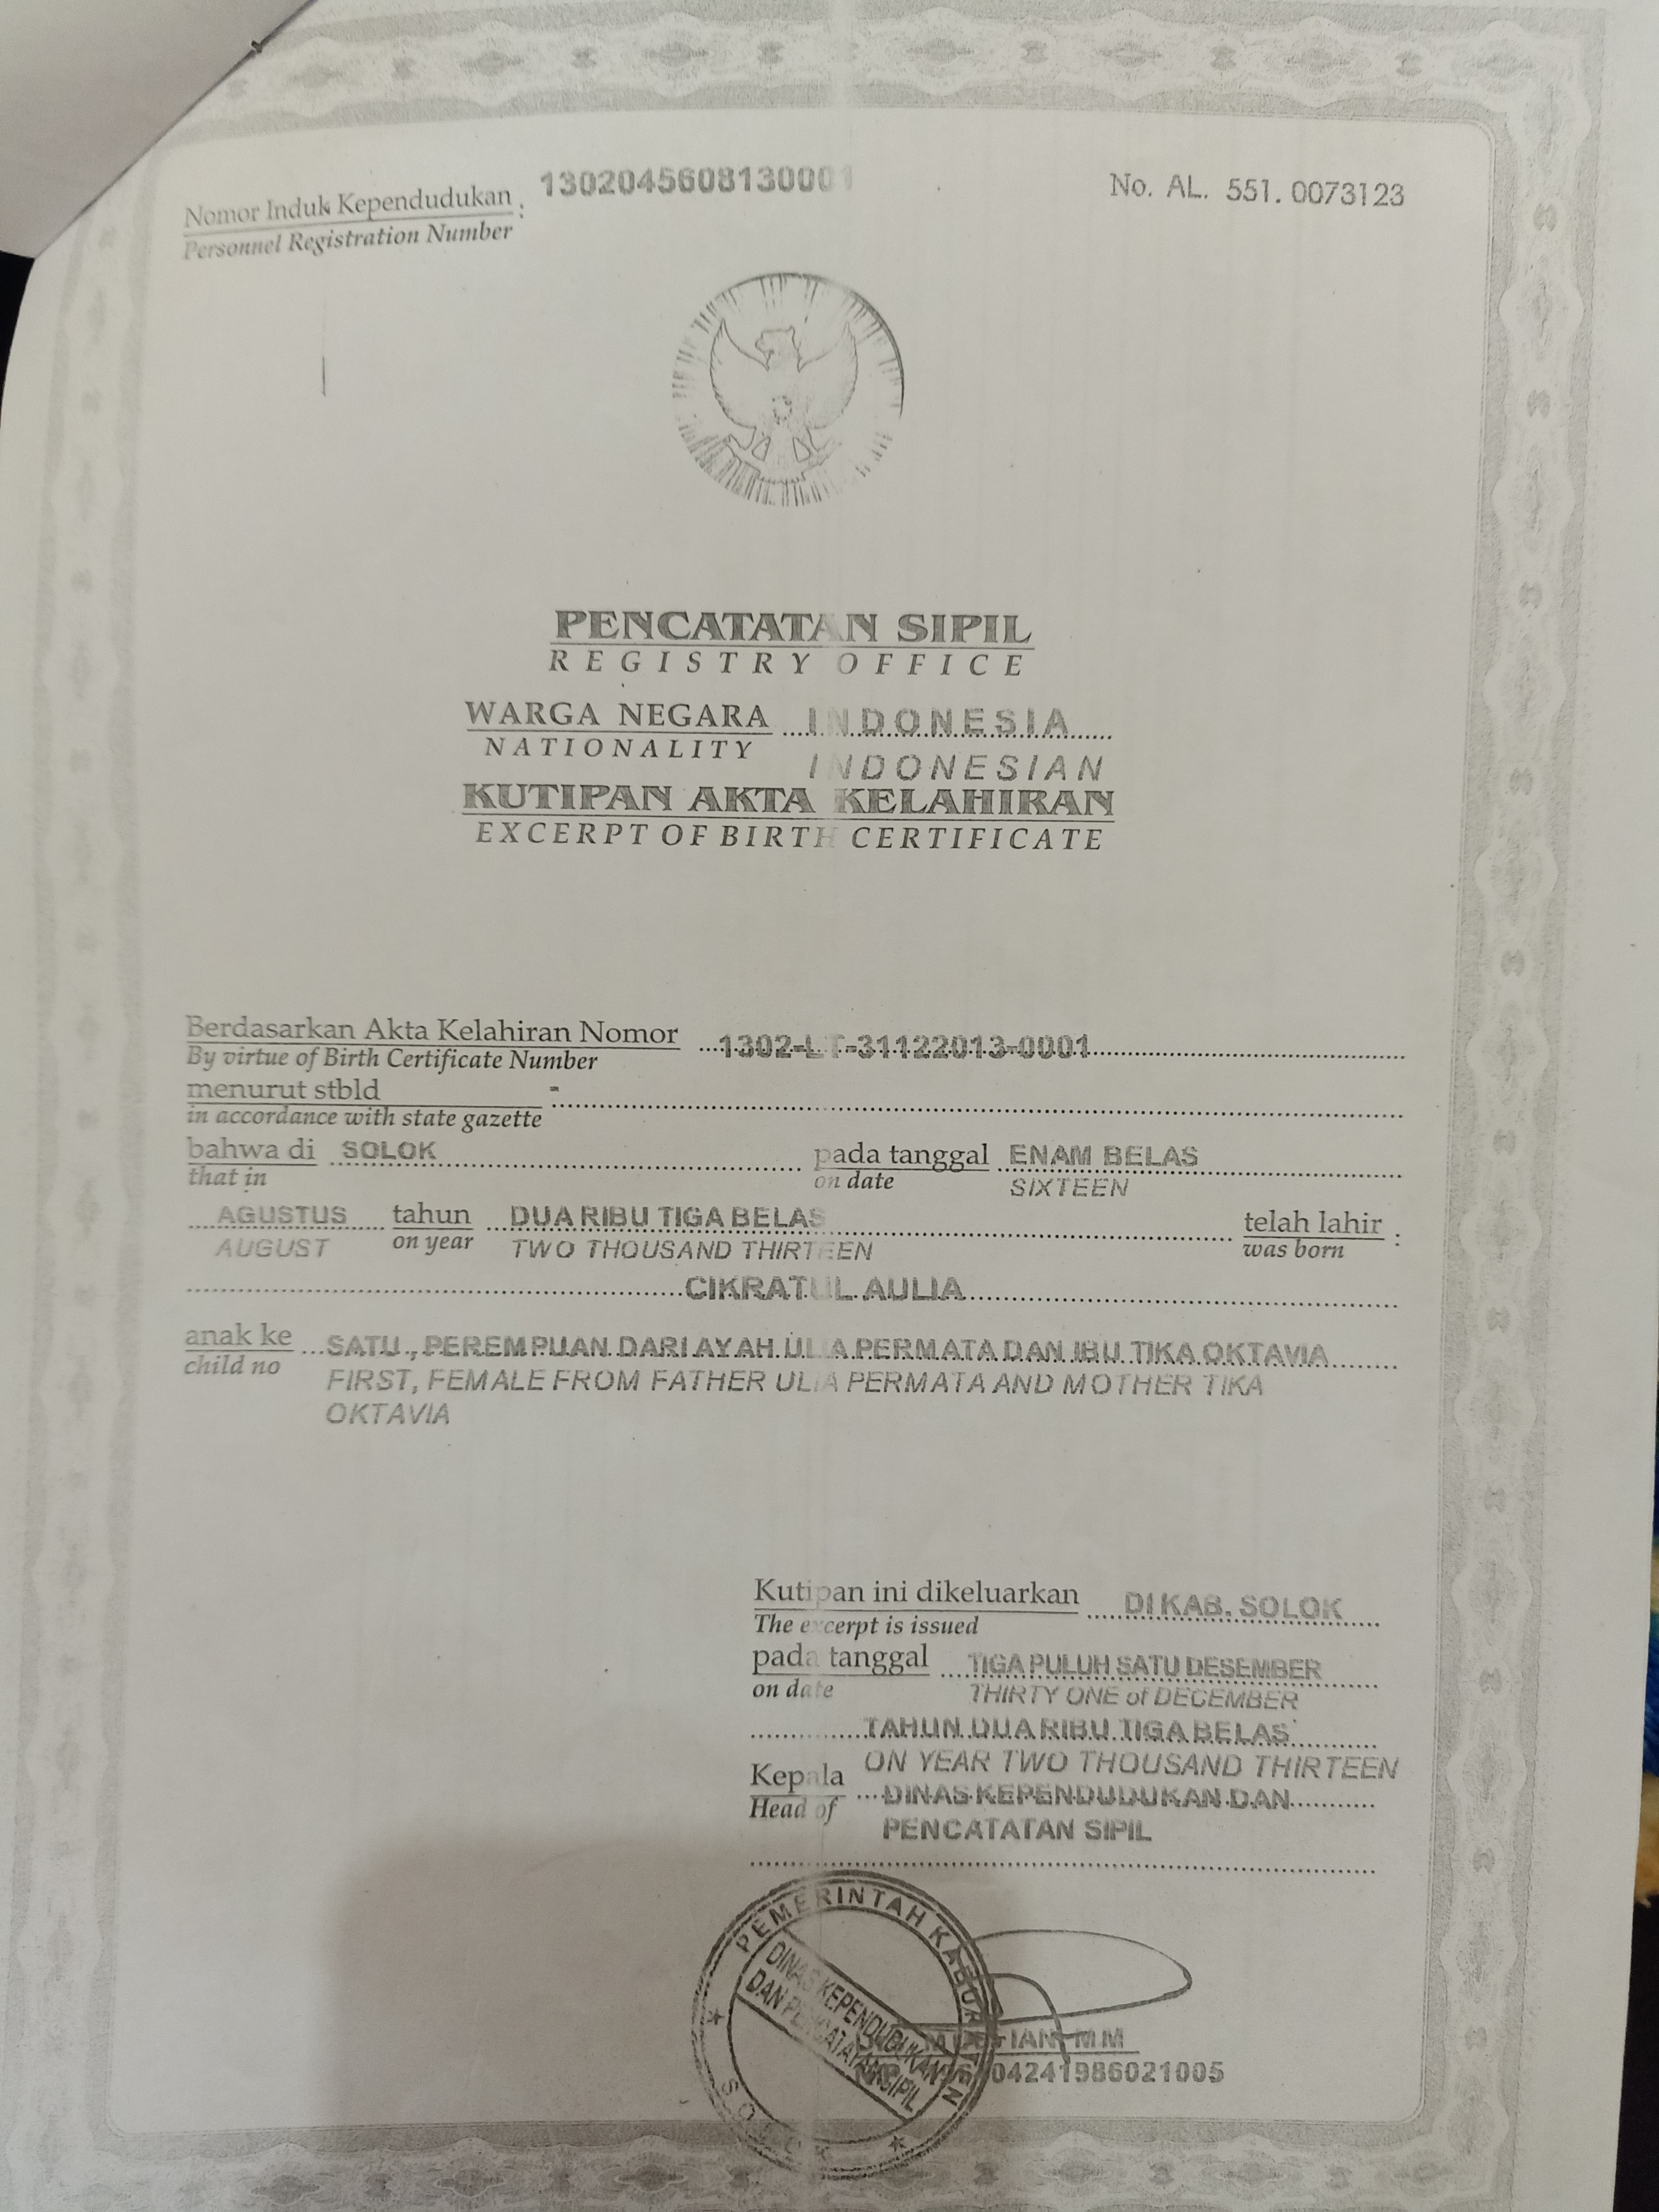 Nomor Induk Kependudukan : 1302045608130001
Personnel Registration Number
No. AL. 551.0073123
PENCATATAN SIPIL
REGISTRY OFFICE
WARGA NEGARA INDONESIA
NATIONALITY INDONESIAN
KUTIPAN AKTA KELAHIRAN
EXCERPT OF BIRTH CERTIFICATE
Berdasarkan Akta Kelahiran Nomor 1302-LT-31122013-0001
By virtue of Birth Certificate Number
menurut stbld -
in accordance with state gazette
bahwa di SOLOK pada tanggal ENAM BELAS
that in on date SIXTEEN
AGUSTUS tahun DUA RIBU TIGA BELAS telah lahir :
AUGUST on year TWO THOUSAND THIRTEEN was born
CIKRATUL AULIA
anak ke SATU, PEREMPUAN DARI AYAH ULIA PERMATA DAN IBU TIKA OKTAVIA
child no FIRST, FEMALE FROM FATHER ULIA PERMATA AND MOTHER TIKA
OKTAVIA
Kutipan ini dikeluarkan DI KAB. SOLOK
The excerpt is issued
pada tanggal TIGA PULUH SATU DESEMBER
on date THIRTY ONE of DECEMBER
TAHUN DUA RIBU TIGA BELAS
ON YEAR TWO THOUSAND THIRTEEN
Kepala DINAS KEPENDUDUKAN DAN
Head of
PENCATATAN SIPIL
PEMERINTAH KABUPATEN
DINAS KEPENDUDUKAN
DAN PENCATATAN SIPIL
SOLOK
MM